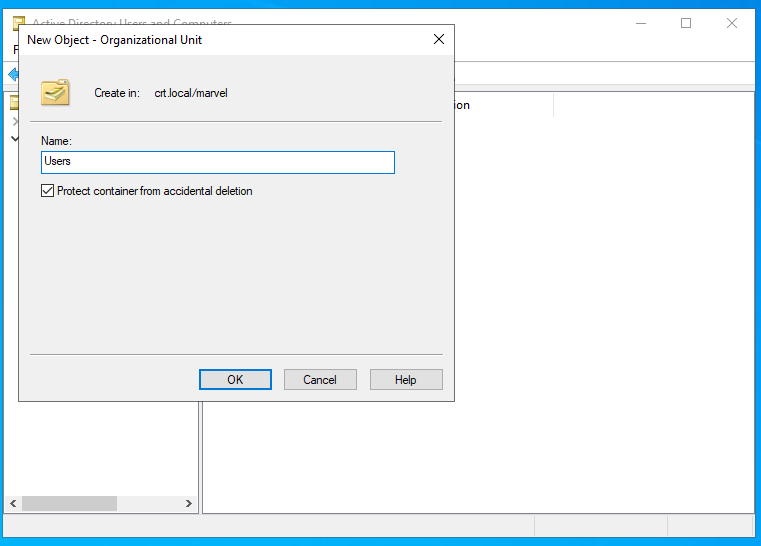 Active Directory Users and Computers
New Object - Organizational Unit
Create in: crt.local/marvel
Name:
Users
Protect container from accidental deletion
OK Cancel Help